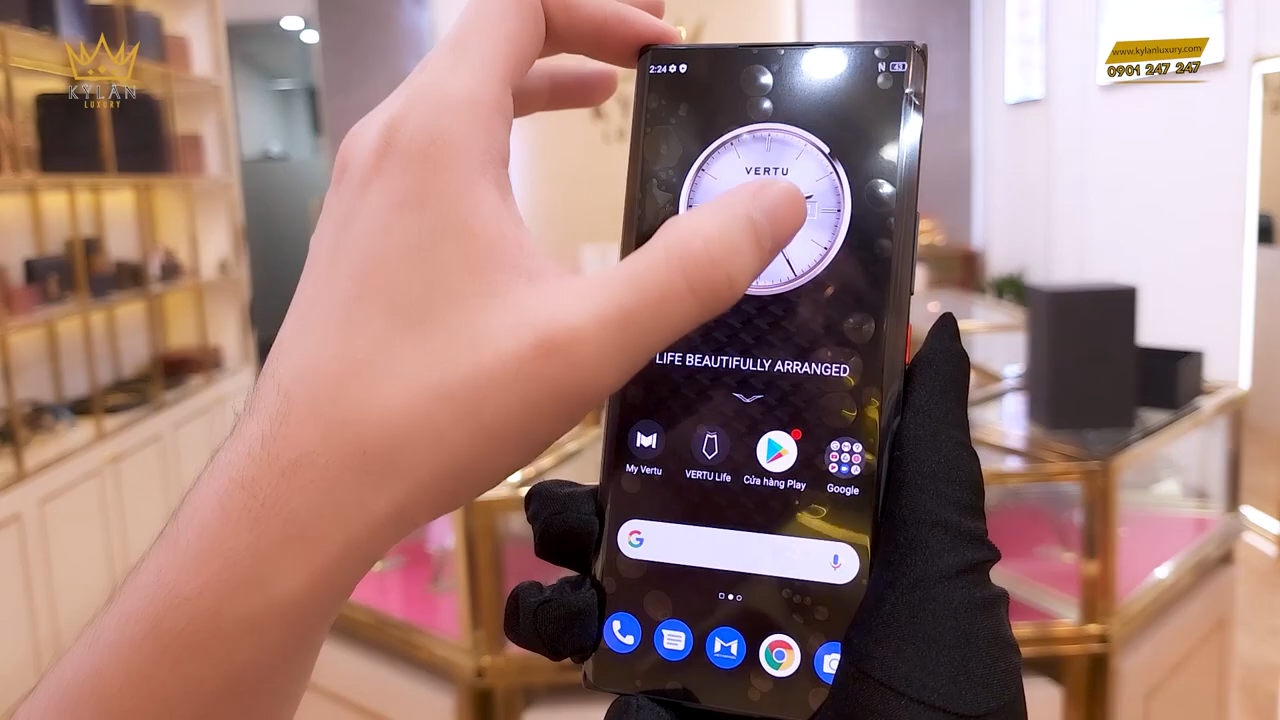 KYLAN
LUXURY
www.kylanluxury.com
0901 247 247
2:24
N 43
VERTU
LIFE BEAUTIFULLY ARRANGED
My Vertu
VERTU Life
Cửa hàng Play
Google